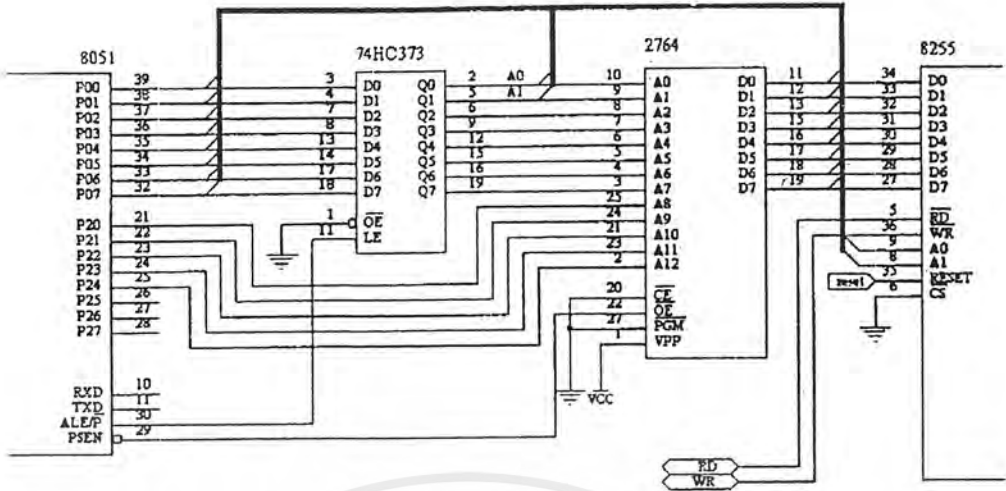 8051
74HC373
2764
8255
P00 39
P01 38
P02 37
P03 36
P04 35
P05 34
P06 33
P07 32
P20 21
P21 22
P22 23
P23 24
P24 25
P25 26
P26 27
P27 28
RXD 10
TXD 11
ALE/P 30
PSEN 29
3 D0 Q0 2 A0
4 D1 Q1 5 A1
7 D2 Q2 6
8 D3 Q3 9
13 D4 Q4 12
14 D5 Q5 15
17 D6 Q6 16
18 D7 Q7 19
1 OE
11 LE
10 A0 D0 11
9 A1 D1 12
8 A2 D2 13
7 A3 D3 15
6 A4 D4 16
5 A5 D5 17
4 A6 D6 18
3 A7 D7 19
25 A8
24 A9
21 A10
23 A11
2 A12
20 CE
22 OE
27 PGM
1 VPP
VCC
34 D0
33 D1
32 D2
31 D3
30 D4
29 D5
28 D6
27 D7
5 RD
36 WR
9 A0
8 A1
reset 35 RESET
6 CS
RD
WR